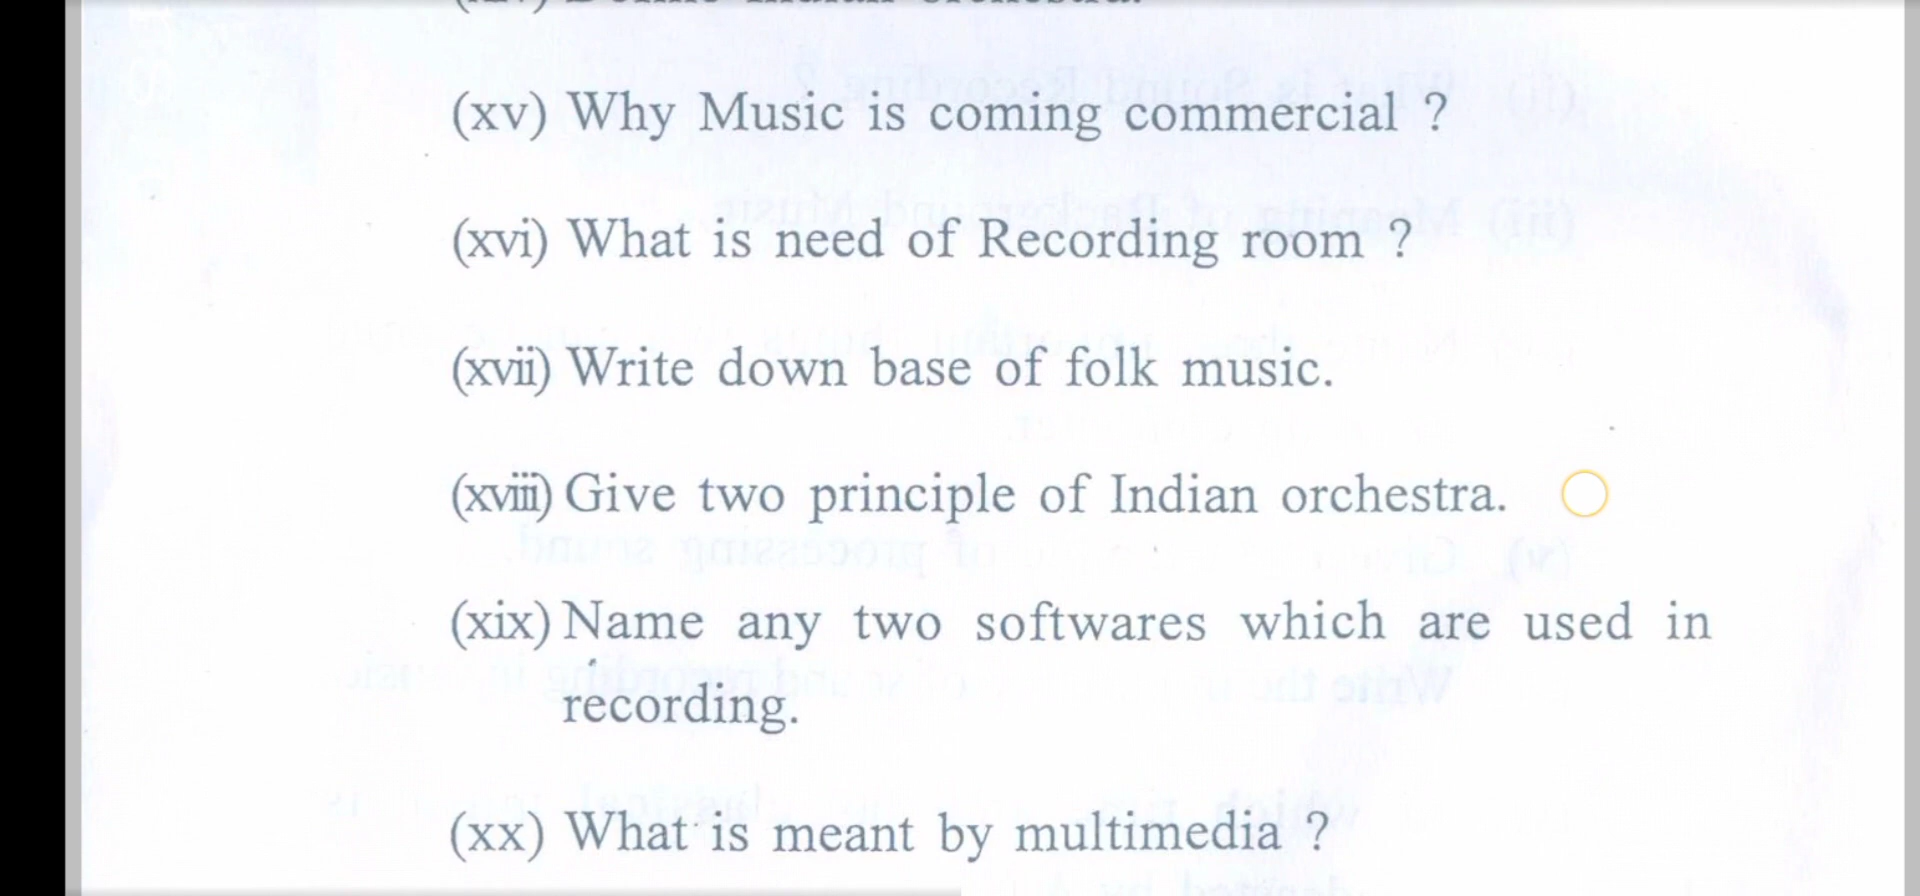 (xv) Why Music is coming commercial ?
(xvi) What is need of Recording room ?
(xvii) Write down base of folk music.
(xviii) Give two principle of Indian orchestra.
(xix) Name any two softwares which are used in
recording.
(xx) What is meant by multimedia ?